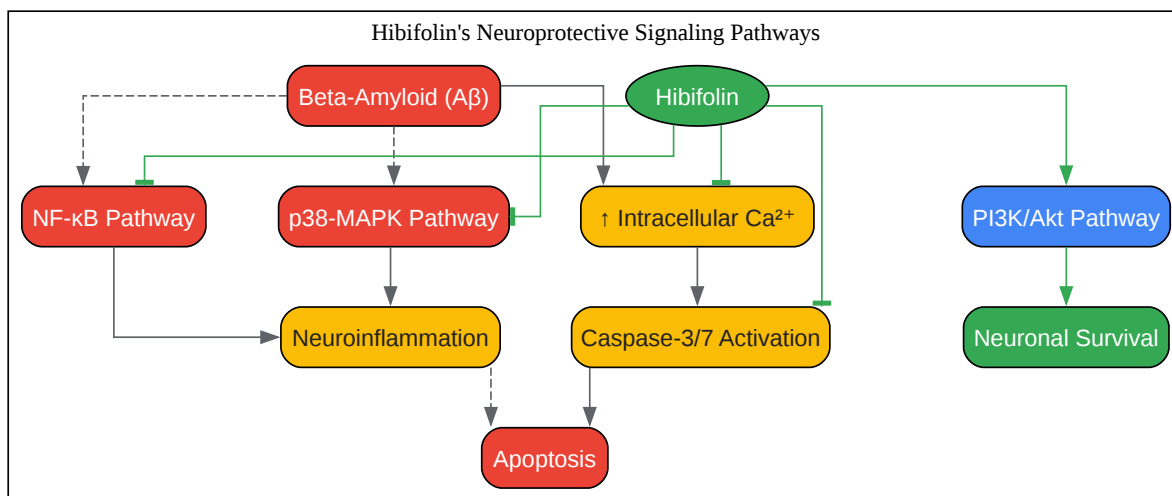 Hibifolin's Neuroprotective Signaling Pathways
Beta-Amyloid (Aβ)
Hibifolin
NF-κB Pathway
p38-MAPK Pathway
↑ Intracellular Ca²⁺
PI3K/Akt Pathway
Neuroinflammation
Caspase-3/7 Activation
Neuronal Survival
Apoptosis